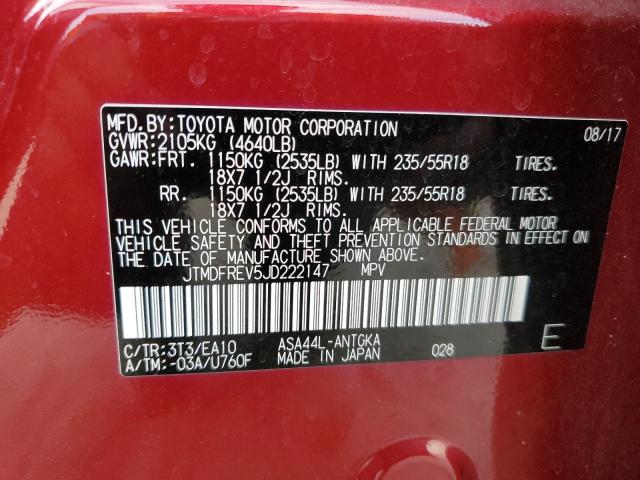 MFD.BY:TOYOTA MOTOR CORPORATION 08/17
GVWR:2105KG (4640LB)
GAWR:FRT. 1150KG (2535LB) WITH 235/55R18 TIRES.
18X7 1/2J RIMS.
RR. 1150KG (2535LB) WITH 235/55R18 TIRES.
18X7 1/2J RIMS.
THIS VEHICLE CONFORMS TO ALL APPLICABLE FEDERAL MOTOR
VEHICLE SAFETY AND THEFT PREVENTION STANDARDS IN EFFECT ON
THE DATE OF MANUFACTURE SHOWN ABOVE.
JTMDFREV5JD222147 MPV
C/TR:3T3/EA10 ASA44L-ANTGKA
A/TM:-03A/U760F MADE IN JAPAN 028 E